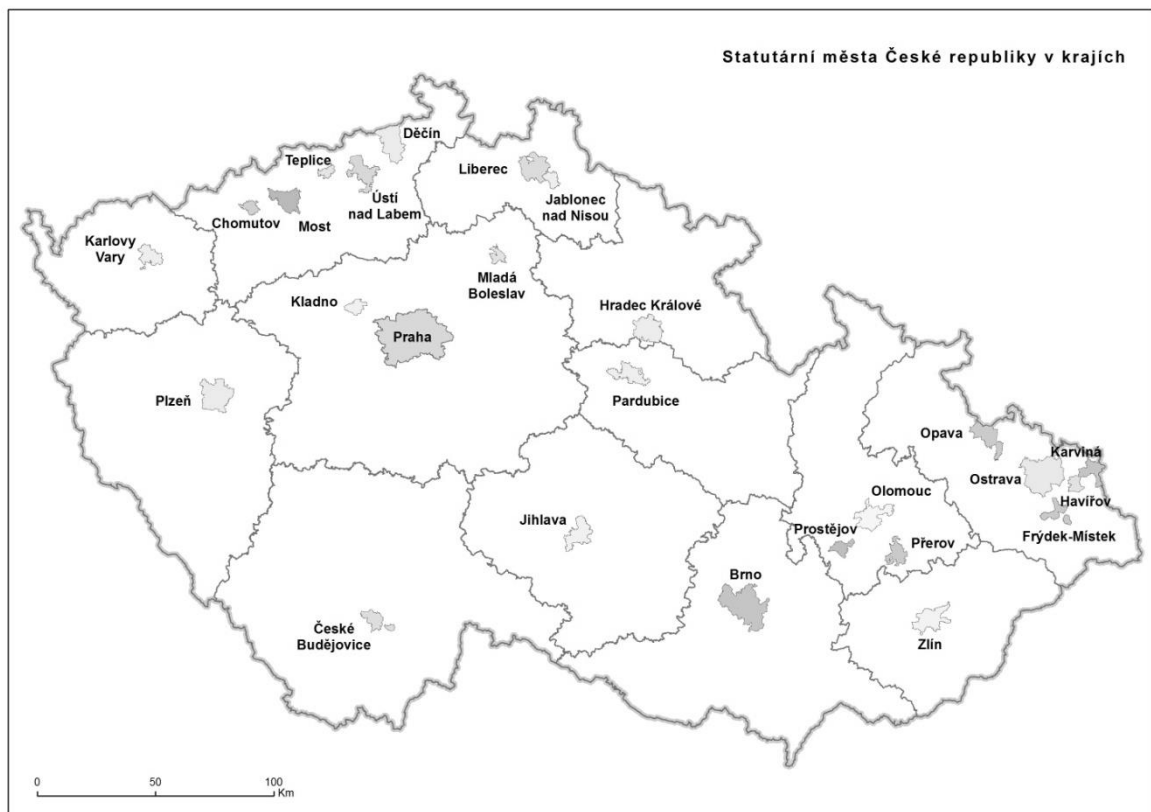 Statutární města České republiky v krajích
Děčín
Teplice
Liberec
Ústí
nad Labem
Jablonec
nad Nisou
Chomutov
Most
Karlovy
Vary
Mladá
Boleslav
Kladno
Hradec Králové
Praha
Plzeň
Pardubice
Opava
Karviná
Ostrava
Olomouc
Havířov
Jihlava
Prostějov
Přerov
Frýdek-Místek
Brno
České
Budějovice
Zlín
0 50 100
Km